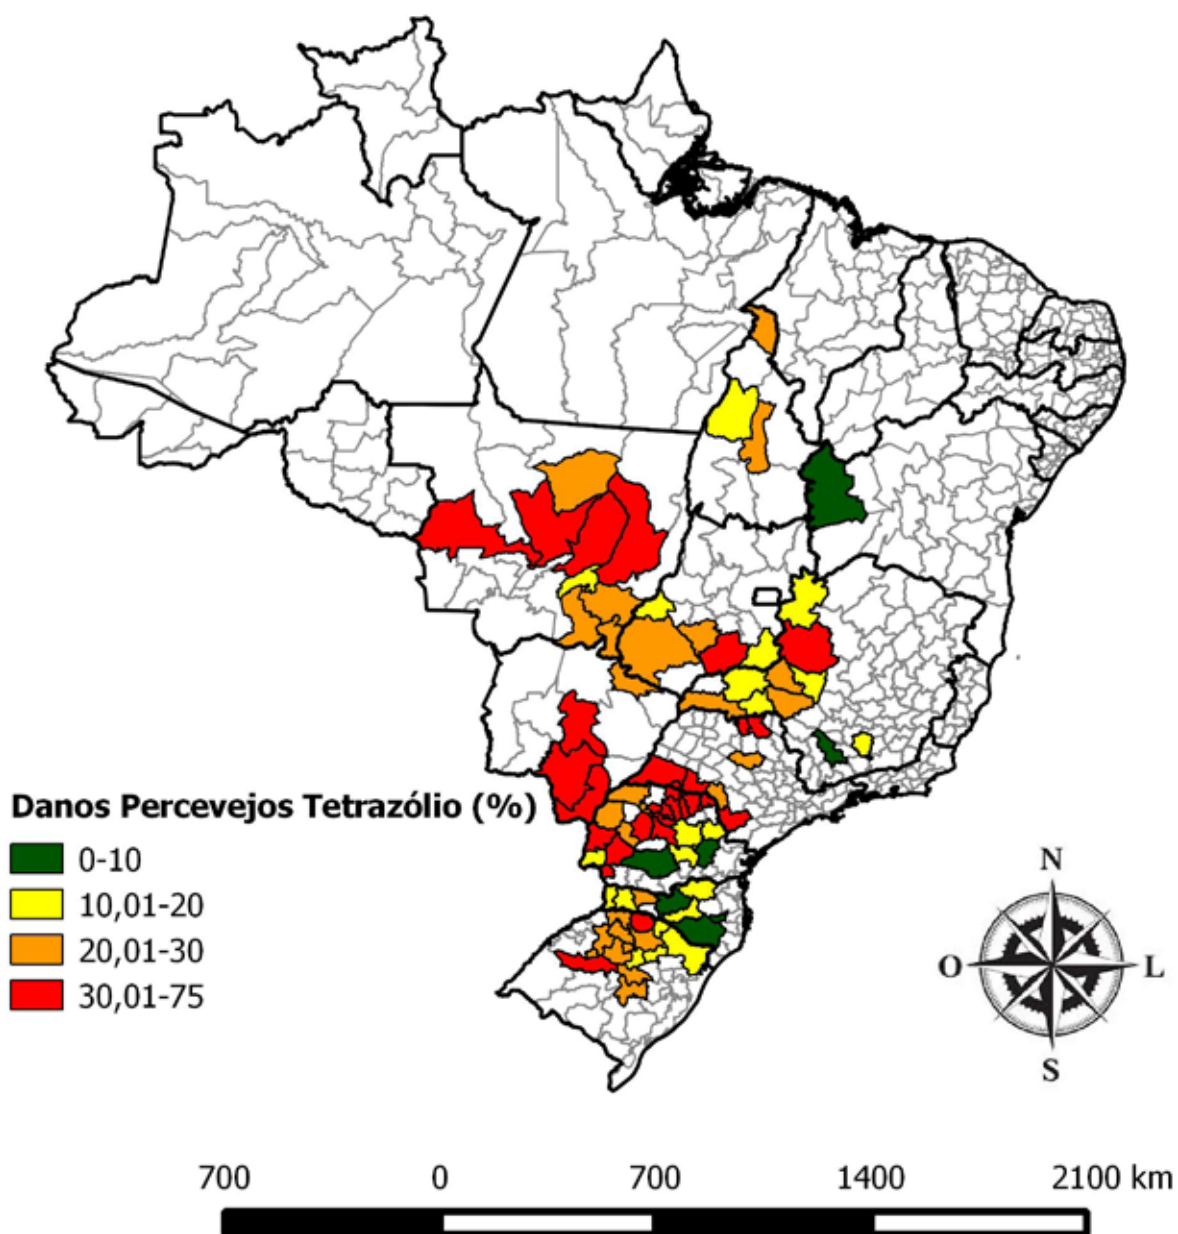 Danos Percevejos Tetrazólio (%)
0-10
10,01-20
20,01-30
30,01-75
N
O
L
S
700 0 700 1400 2100 km